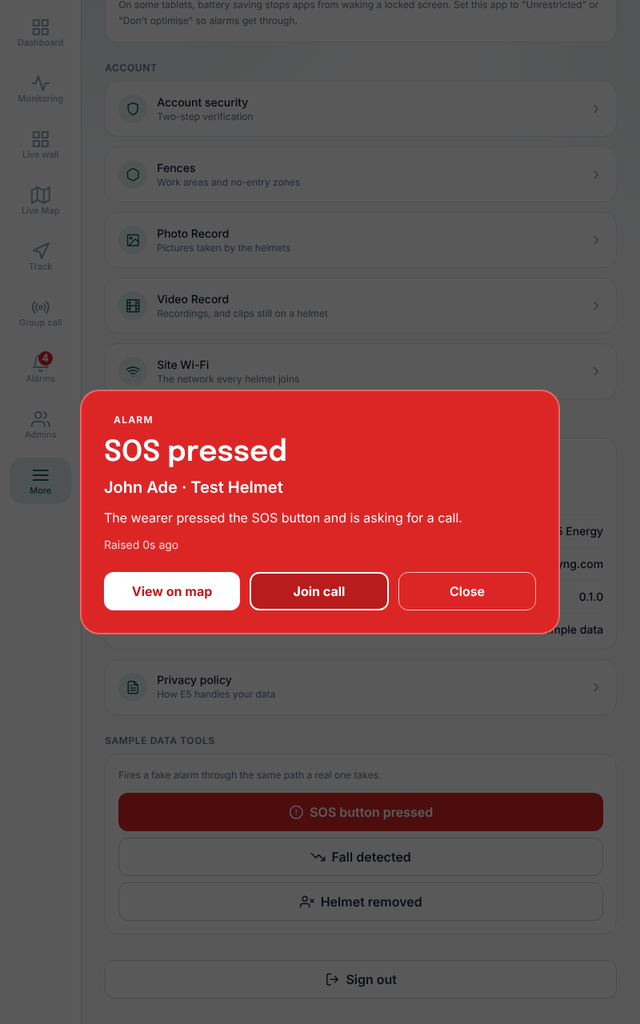 On some tablets, battery saving stops apps from waking a locked screen. Set this app to "Unrestricted" or
"Don't optimise" so alarms get through.
Dashboard
Monitoring
Live wall
Live Map
Track
Group call
4
Alarms
Admins
More
ACCOUNT
Account security
Two-step verification
Fences
Work areas and no-entry zones
Photo Record
Pictures taken by the helmets
Video Record
Recordings, and clips still on a helmet
Site Wi-Fi
The network every helmet joins
ALARM
SOS pressed
John Ade · Test Helmet
The wearer pressed the SOS button and is asking for a call.
Raised 0s ago
View on map
Join call
Close
Energy
0.1.0
data
Privacy policy
How E5 handles your data
SAMPLE DATA TOOLS
Fires a fake alarm through the same path a real one takes.
SOS button pressed
Fall detected
Helmet removed
Sign out